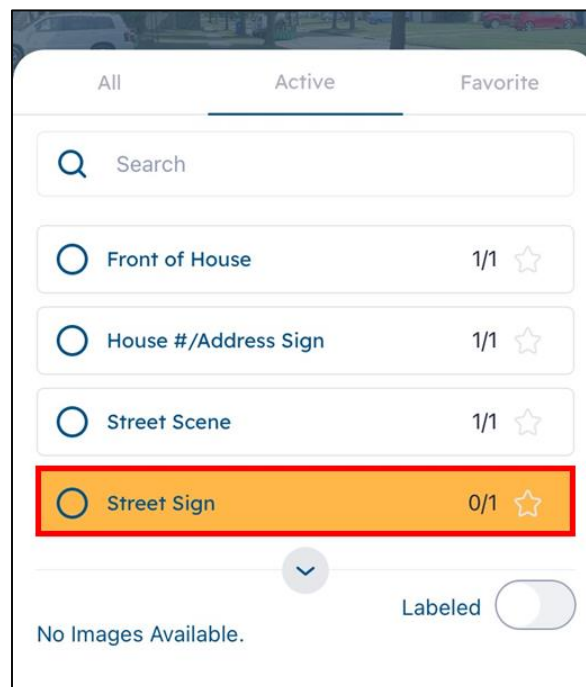 All Active Favorite
Search
Front of House 1/1
House #/Address Sign 1/1
Street Scene 1/1
Street Sign 0/1
Labeled
No Images Available.